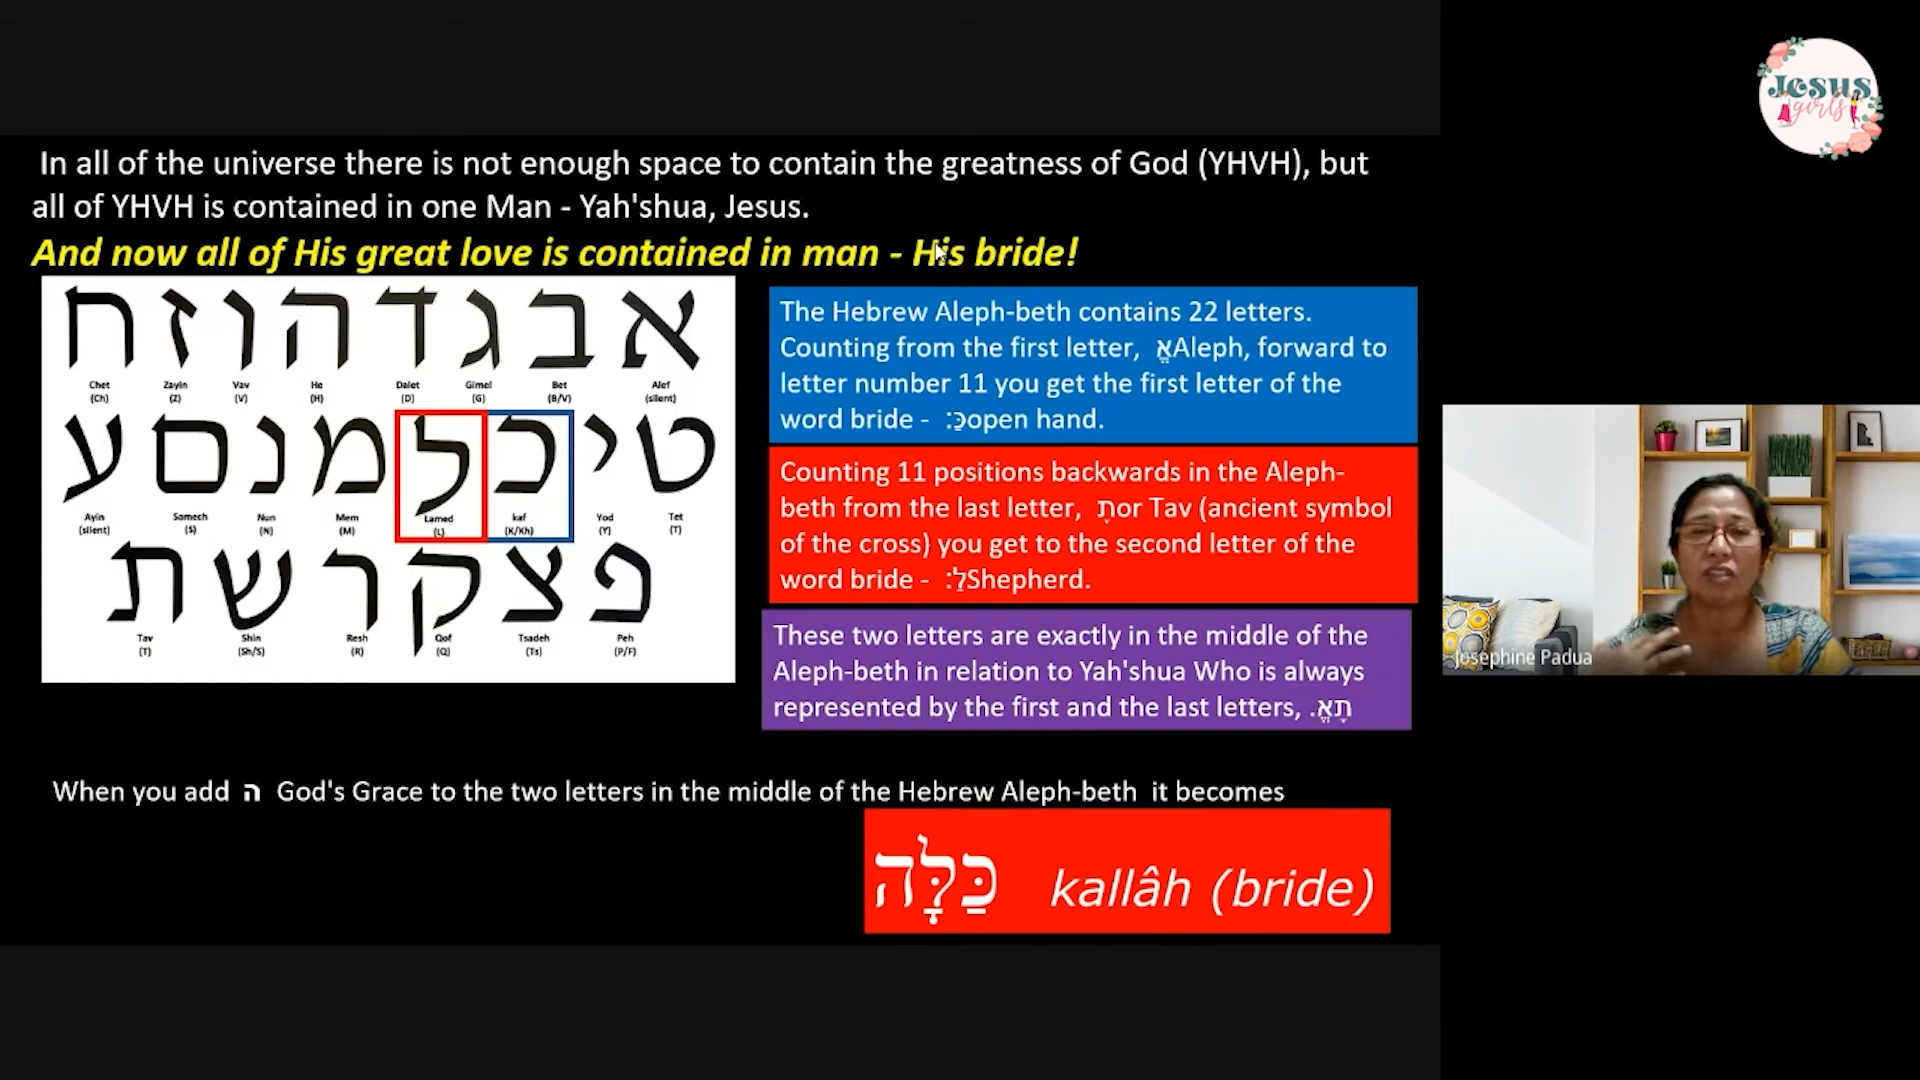 Jesus
girls
In all of the universe there is not enough space to contain the greatness of God (YHVH), but
all of YHVH is contained in one Man - Yah'shua, Jesus.
And now all of His great love is contained in man - His bride!
א ב ג ד ה ו ז ח
Chet Zayin Vav He Dalet Gimel Bet Alef
(Ch) (Z) (V) (H) (D) (G) (B/V) (silent)
ט י כ ל מ נ ס ע
Ayin Samech Nun Mem Lamed kaf Yod Tet
(silent) (S) (N) (M) (L) (K/Kh) (Y) (T)
פ צ ק ר ש ת
Tav Shin Resh Qof Tsadeh Peh
(T) (Sh/S) (R) (Q) (Ts) (P/F)
The Hebrew Aleph-beth contains 22 letters.
Counting from the first letter, אֱAleph, forward to
letter number 11 you get the first letter of the
word bride - :כַּopen hand.
Counting 11 positions backwards in the Aleph-
beth from the last letter, תָor Tav (ancient symbol
of the cross) you get to the second letter of the
word bride - :לַּShepherd.
These two letters are exactly in the middle of the
Aleph-beth in relation to Yah'shua Who is always
represented by the first and the last letters, .אֱתָ
When you add ה God's Grace to the two letters in the middle of the Hebrew Aleph-beth it becomes
כַּלָּה kallâh (bride)
Josephine Padua